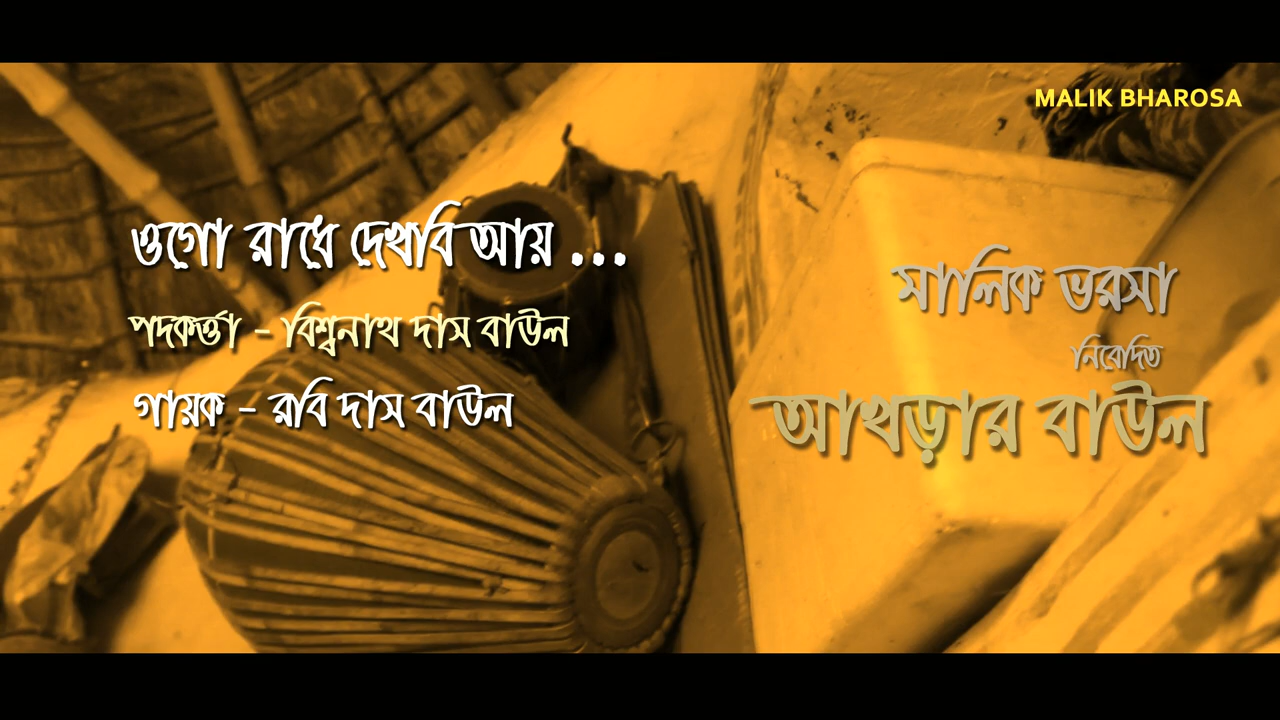 MALIK BHAROSA
ওগো রাধে দেখবি আয় ...
পদকর্ত্তা - বিশ্বনাথ দাস বাউল
গায়ক - রবি দাস বাউল
মালিক ভরসা
নিবেদিত
আখড়ার বাউল